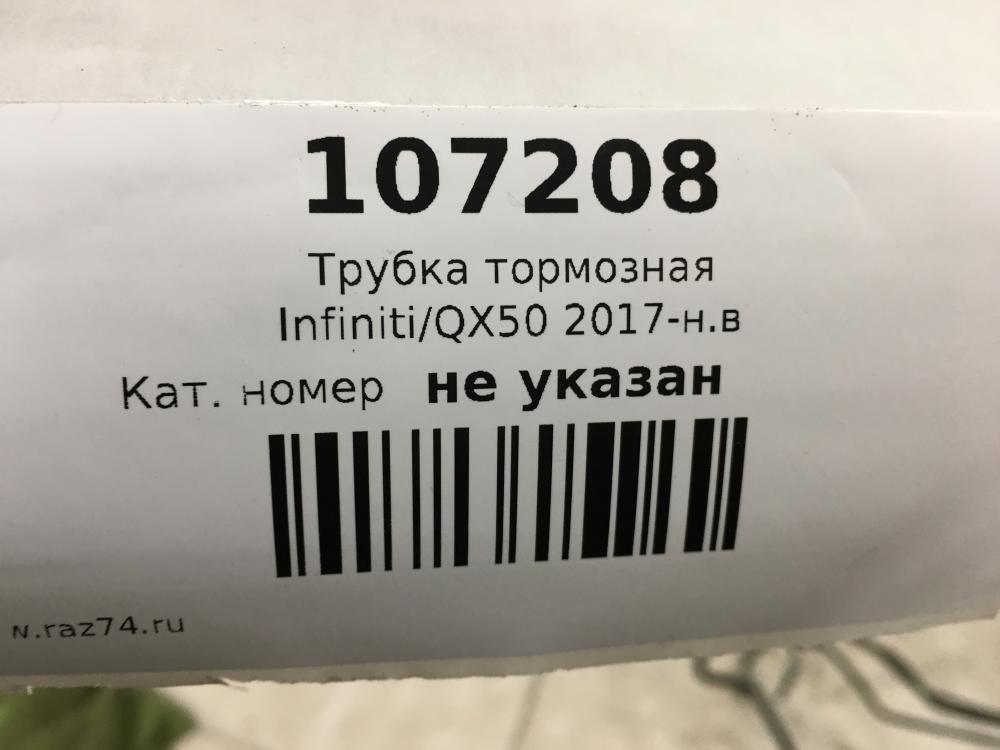 107208
Трубка тормозная
Infiniti/QX50 2017-н.в
Кат. номер не указан
w.raz74.ru